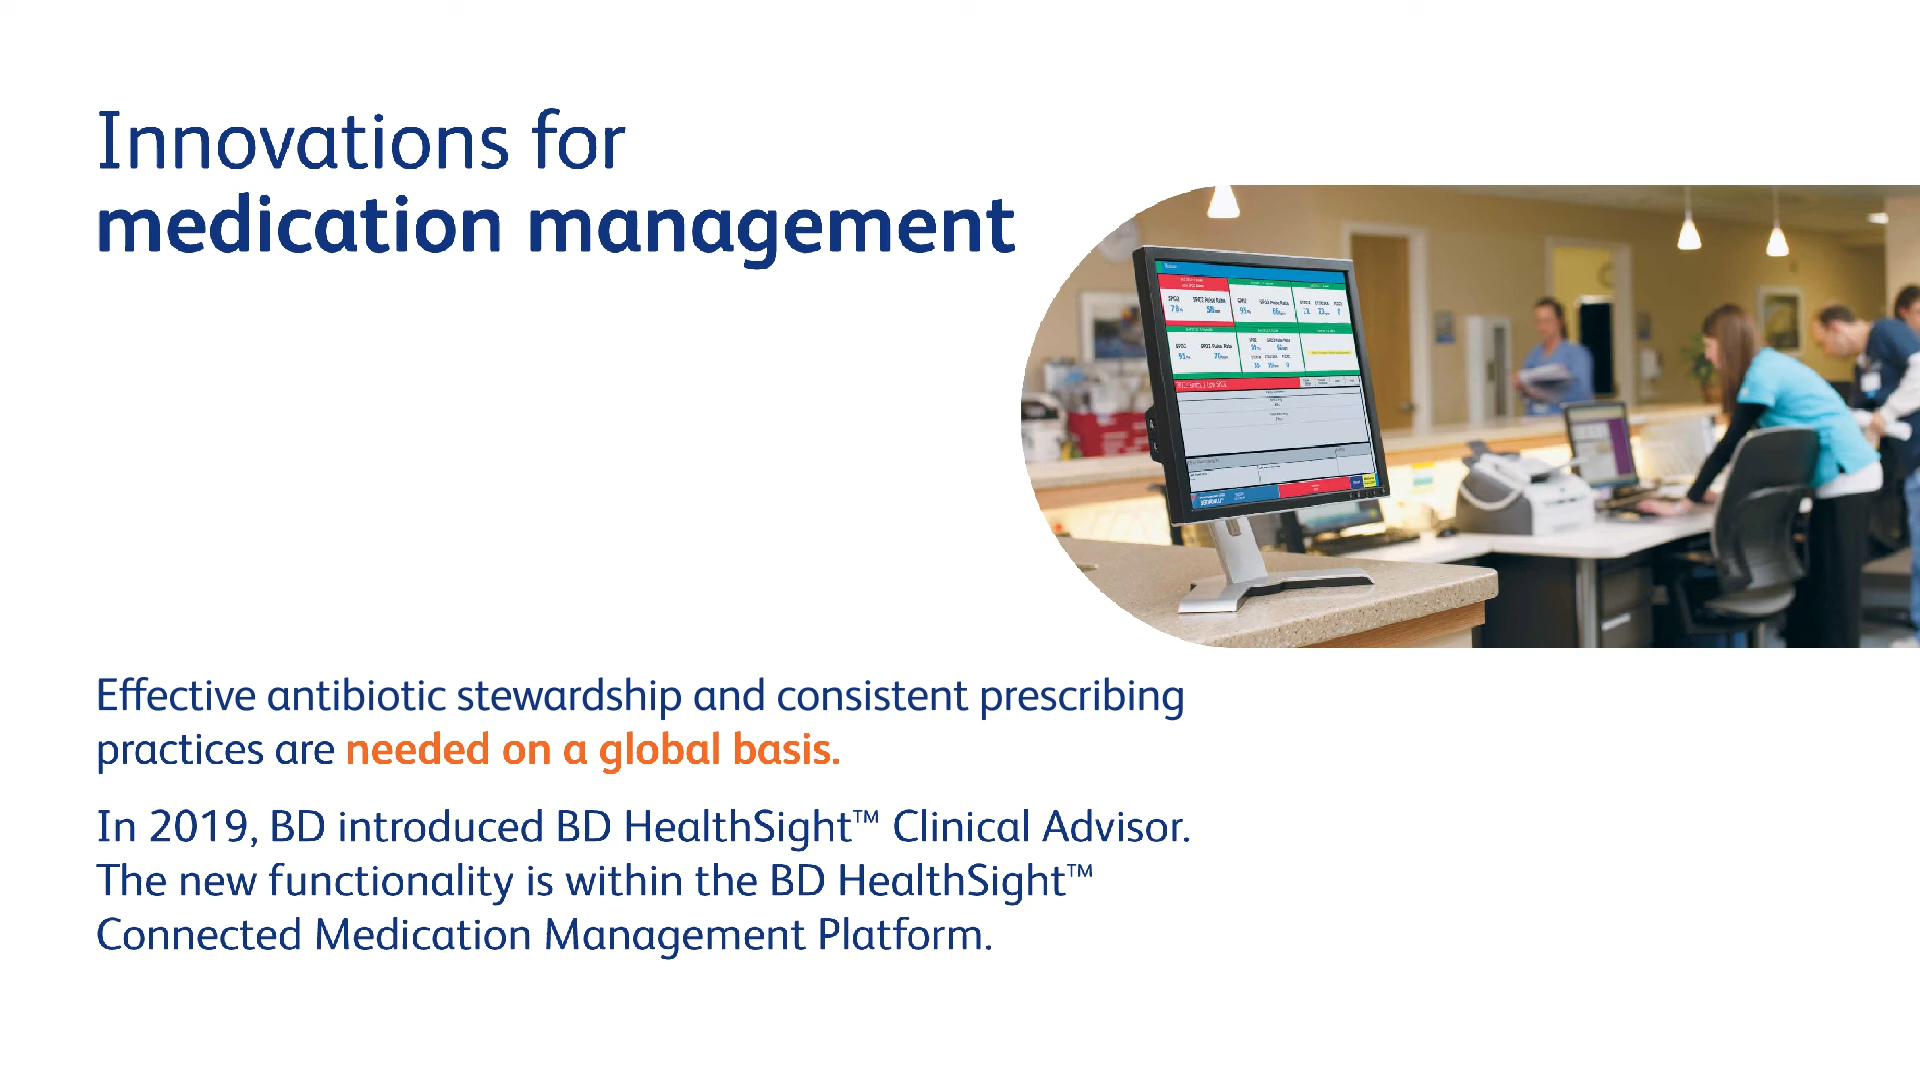 Innovations for
medication management
Effective antibiotic stewardship and consistent prescribing
practices are needed on a global basis.
In 2019, BD introduced BD HealthSight™ Clinical Advisor.
The new functionality is within the BD HealthSight™
Connected Medication Management Platform.